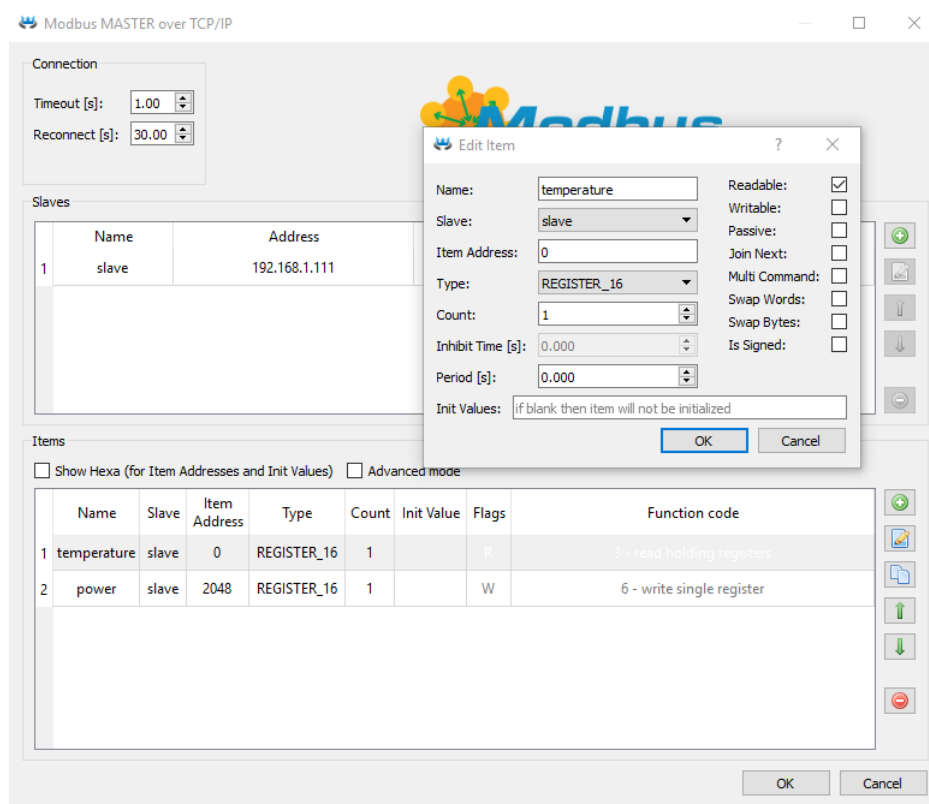 Modbus MASTER over TCP/IP
Connection
Timeout [s]: 1.00
Reconnect [s]: 30.00
Modbus
Edit Item ?
Name: temperature
Slave: slave
Item Address: 0
Type: REGISTER_16
Count: 1
Inhibit Time [s]: 0.000
Period [s]: 0.000
Init Values: if blank then item will not be initialized
Readable:
Writable:
Passive:
Join Next:
Multi Command:
Swap Words:
Swap Bytes:
Is Signed:
OK Cancel
Slaves
Name Address
1 slave 192.168.1.111
Items
Show Hexa (for Item Addresses and Init Values) Advanced mode
Name Slave Item Address Type Count Init Value Flags Function code
1 temperature slave 0 REGISTER_16 1 R 3 - read holding registers
2 power slave 2048 REGISTER_16 1 W 6 - write single register
OK Cancel